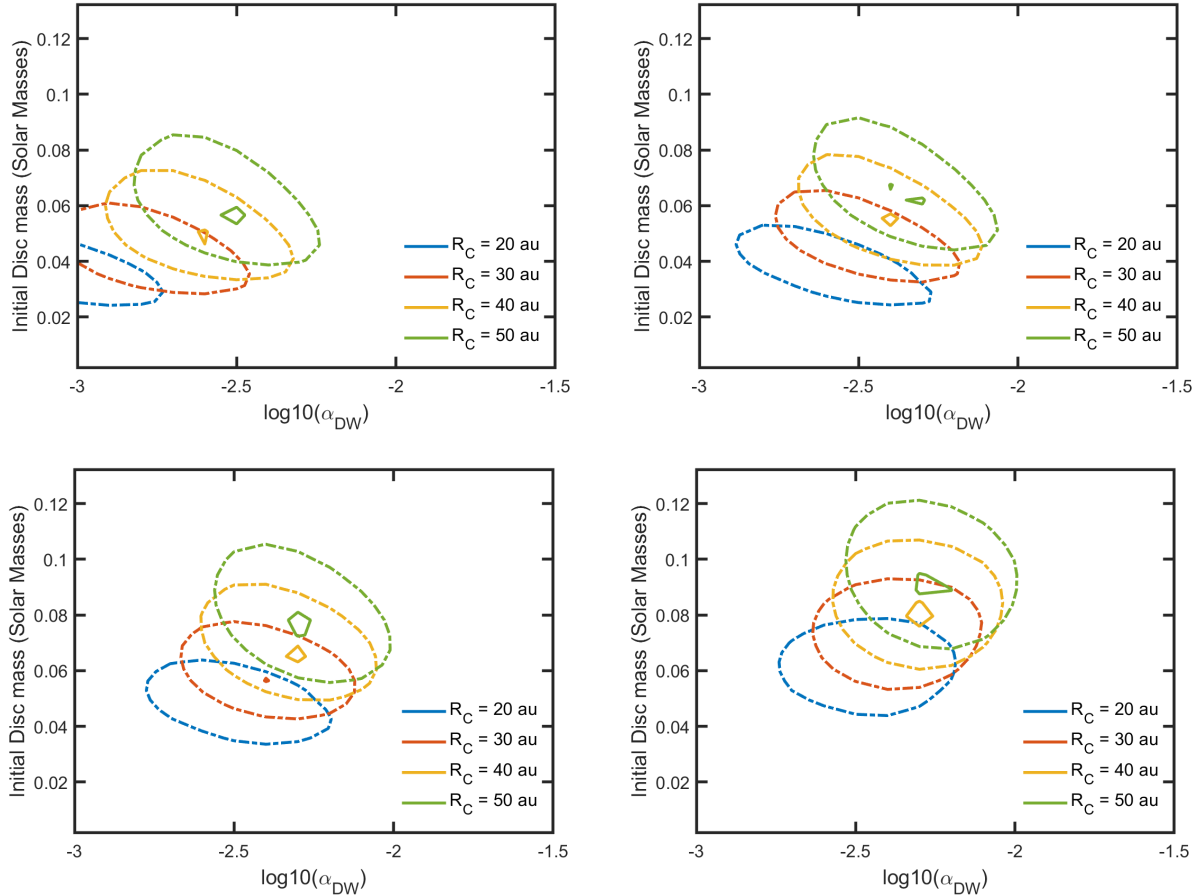 0.12
0.1
0.08
0.06
0.04
0.02
Initial Disc mass (Solar Masses)
R_C = 20 au
R_C = 30 au
R_C = 40 au
R_C = 50 au
-3 -2.5 -2 -1.5
log10(α_DW)
0.12
0.1
0.08
0.06
0.04
0.02
Initial Disc mass (Solar Masses)
R_C = 20 au
R_C = 30 au
R_C = 40 au
R_C = 50 au
-3 -2.5 -2 -1.5
log10(α_DW)
0.12
0.1
0.08
0.06
0.04
0.02
Initial Disc mass (Solar Masses)
R_C = 20 au
R_C = 30 au
R_C = 40 au
R_C = 50 au
-3 -2.5 -2 -1.5
log10(α_DW)
0.12
0.1
0.08
0.06
0.04
0.02
Initial Disc mass (Solar Masses)
R_C = 20 au
R_C = 30 au
R_C = 40 au
R_C = 50 au
-3 -2.5 -2 -1.5
log10(α_DW)